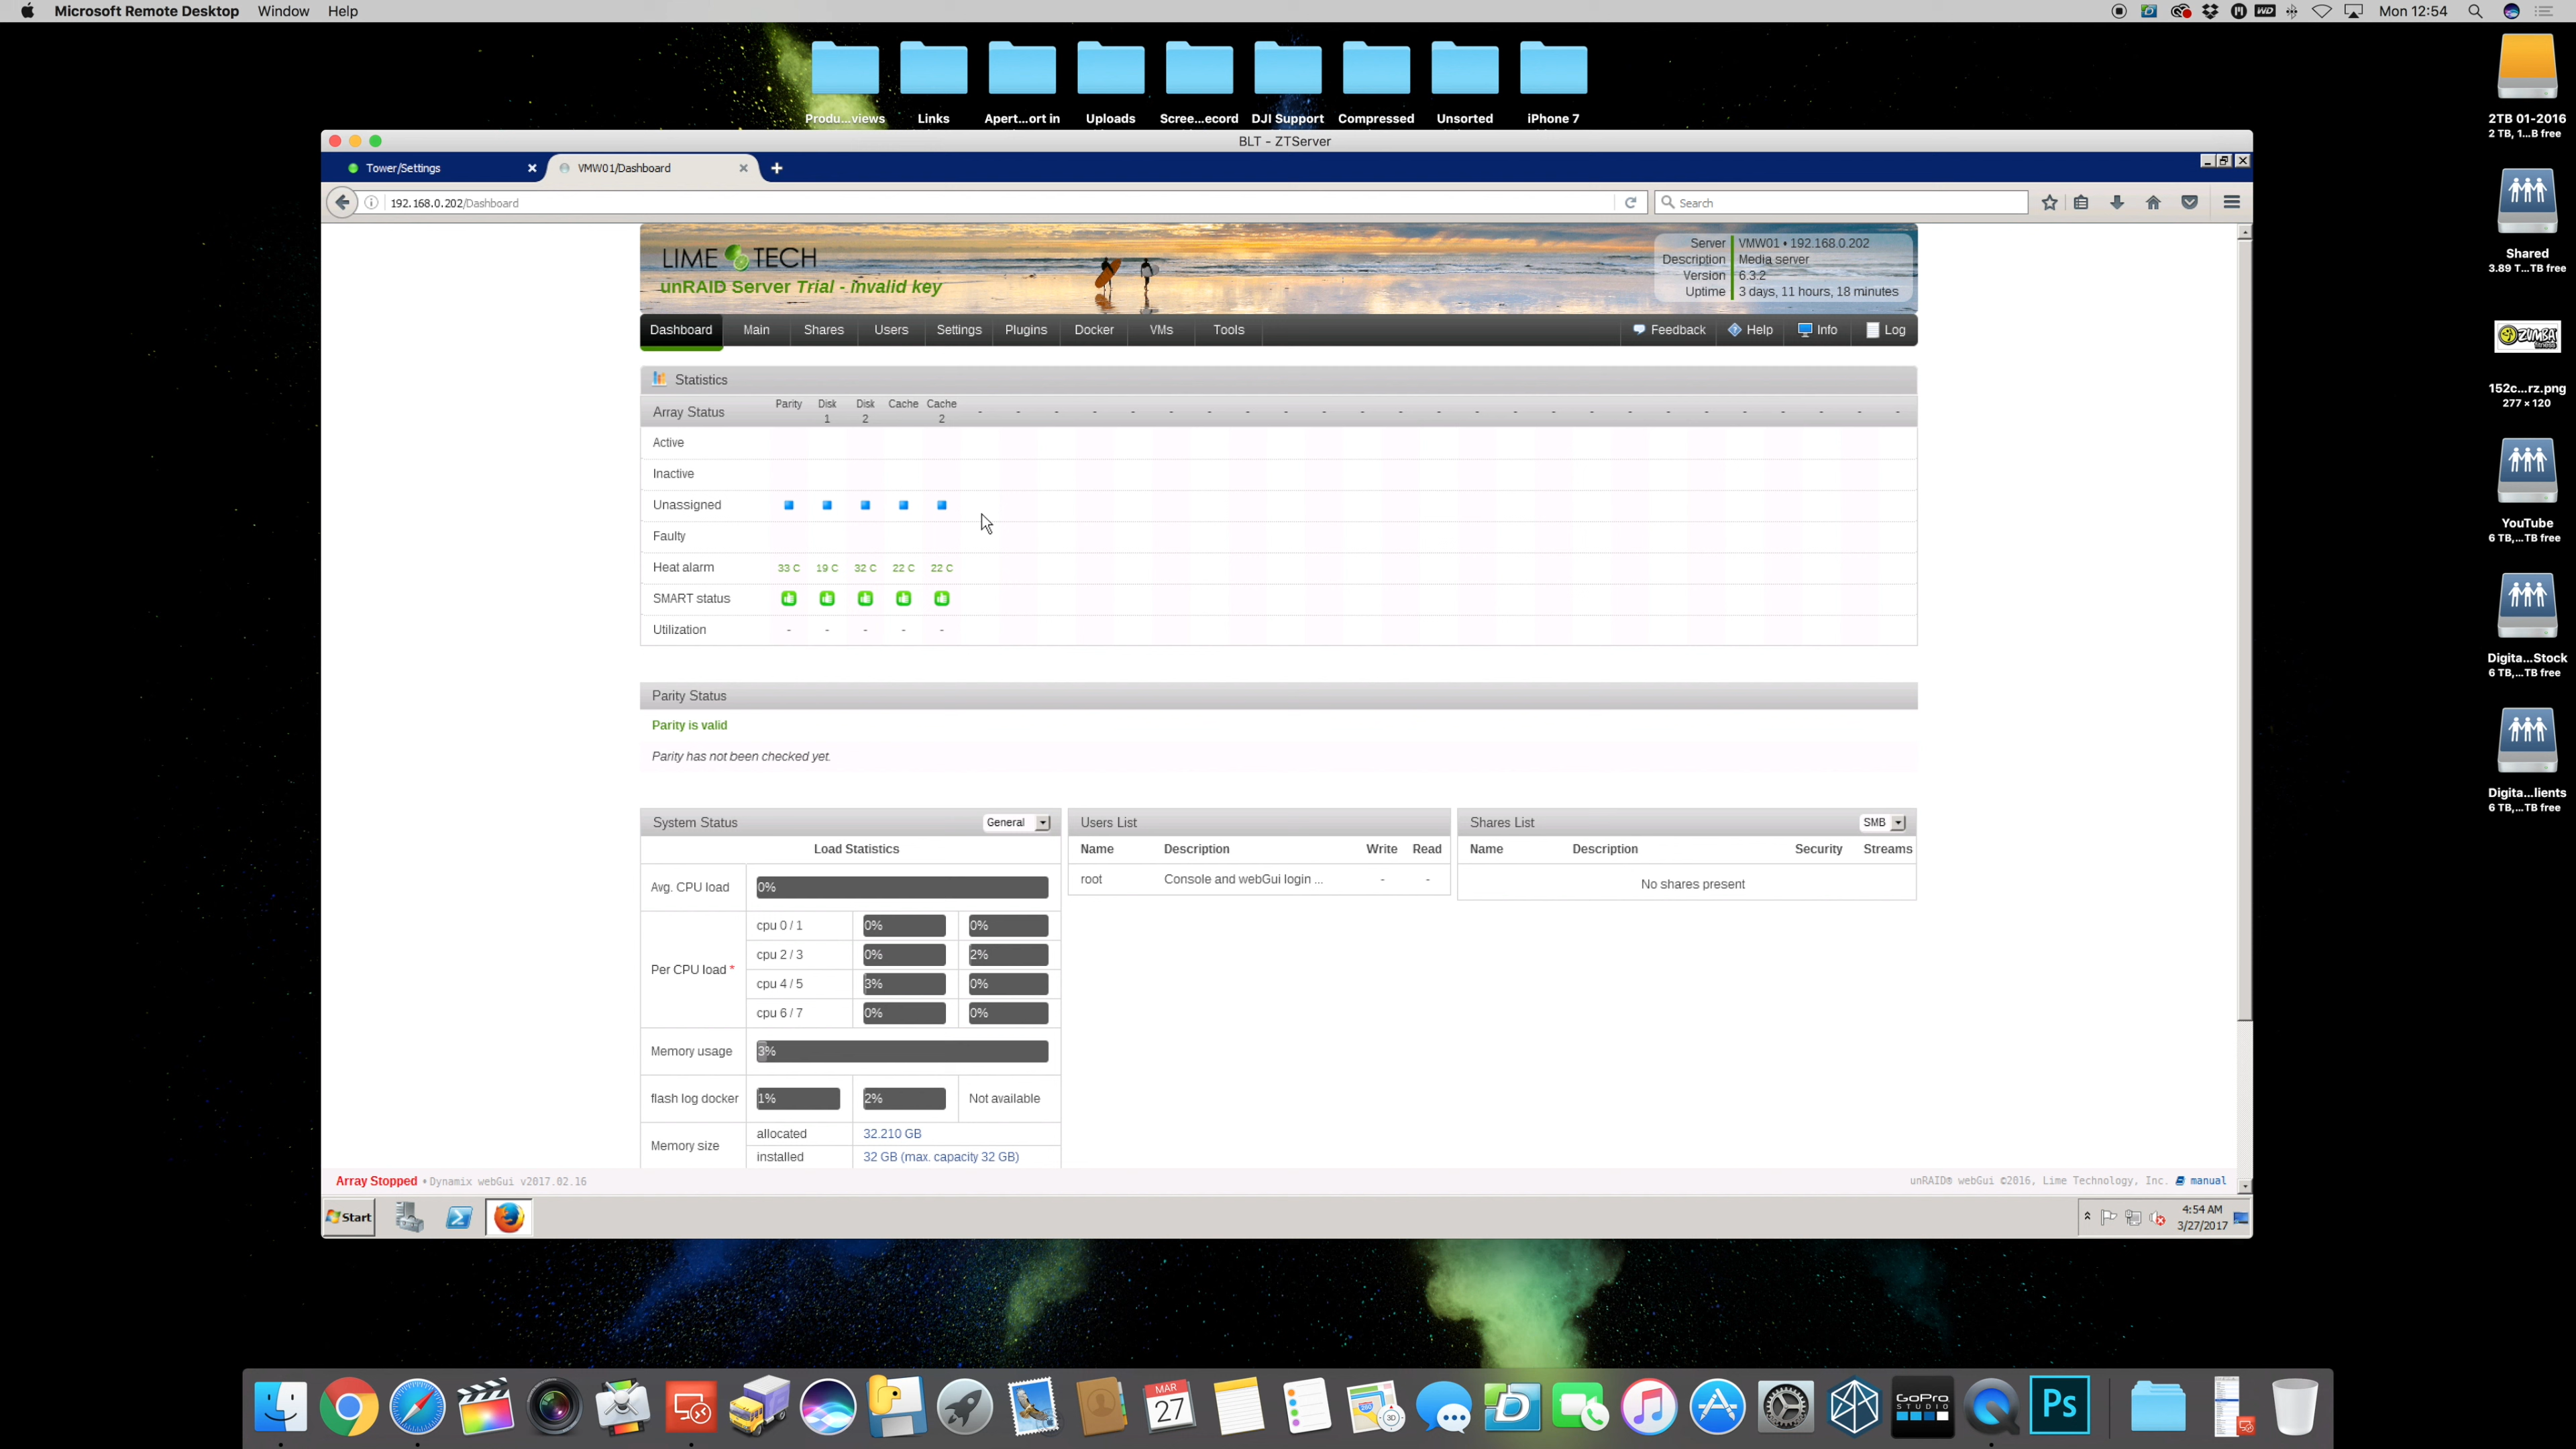 Microsoft Remote Desktop Window Help
WD Mon 12:54
Produ...views Links Apert...ort in Uploads Scree...ecord DJI Support Compressed Unsorted iPhone 7
2TB 01-2016
2 TB, 1...B free
Shared
3.89 T...TB free
ZUMBA
fitness
152c...rz.png
277 × 120
YouTube
6 TB,...TB free
Digita...Stock
6 TB,...TB free
Digita...lients
6 TB,...TB free
BLT - ZTServer
Tower/Settings VMW01/Dashboard
192.168.0.202/Dashboard Search
LIME TECH
unRAID Server Trial - invalid key
Server VMW01 • 192.168.0.202
Description Media server
Version 6.3.2
Uptime 3 days, 11 hours, 18 minutes
Dashboard Main Shares Users Settings Plugins Docker VMs Tools Feedback Help Info Log
Statistics
Array Status Parity Disk 1 Disk 2 Cache Cache 2 - - - - - - - - - - - - - - - - - - - - - - - - -
Active
Inactive
Unassigned
Faulty
Heat alarm 33 C 19 C 32 C 22 C 22 C
SMART status
Utilization - - - - -
Parity Status
Parity is valid
Parity has not been checked yet.
System Status General
Load Statistics
Avg. CPU load 0%
Per CPU load *
cpu 0 / 1 0% 0%
cpu 2 / 3 0% 2%
cpu 4 / 5 3% 0%
cpu 6 / 7 0% 0%
Memory usage 3%
flash log docker 1% 2% Not available
Memory size
allocated 32.210 GB
installed 32 GB (max. capacity 32 GB)
Users List
Name Description Write Read
root Console and webGui login ... - -
Shares List SMB
Name Description Security Streams
No shares present
Array Stopped • Dynamix webGui v2017.02.16
unRAID® webGui ©2016, Lime Technology, Inc. manual
Start
4:54 AM
3/27/2017
MAR
27
3D
GoPro
STUDIO
Ps